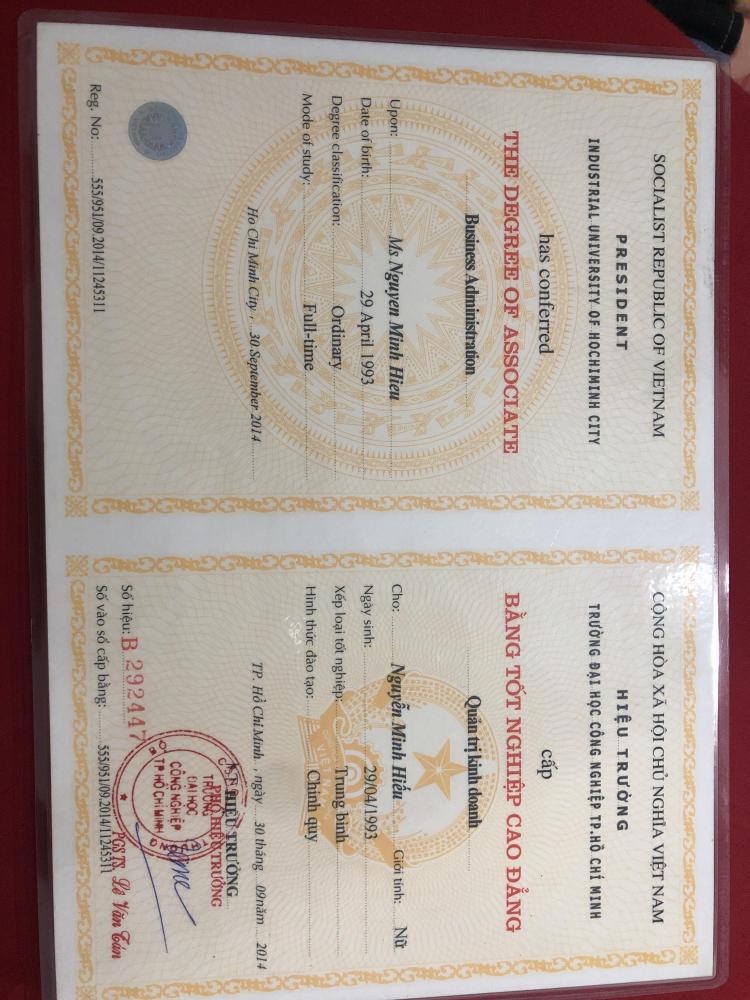 SOCIALIST REPUBLIC OF VIETNAM
PRESIDENT
INDUSTRIAL UNIVERSITY OF HOCHIMINH CITY
has conferred
THE DEGREE OF ASSOCIATE
Business Administration
Upon: Ms Nguyen Minh Hieu
Date of birth: 29 April 1993
Degree classification: Ordinary
Mode of study: Full-time
Ho Chi Minh City, 30 September 2014
Reg. No: 555/951/09.2014/11245311
CỘNG HÒA XÃ HỘI CHỦ NGHĨA VIỆT NAM
HIỆU TRƯỞNG
TRƯỜNG ĐẠI HỌC CÔNG NGHIỆP TP.HỒ CHÍ MINH
cấp
BẰNG TỐT NGHIỆP CAO ĐẲNG
Quản trị kinh doanh
Cho: Nguyễn Minh Hiếu Giới tính: Nữ
Ngày sinh: 29/04/1993
Xếp loại tốt nghiệp: Trung bình
Hình thức đào tạo: Chính quy
TP. Hồ Chí Minh, ngày 30 tháng 09 năm 2014
KT.HIỆU TRƯỞNG
PHÓ HIỆU TRƯỞNG
TRƯỜNG
ĐẠI HỌC
CÔNG NGHIỆP
TP.HỒ CHÍ MINH
Số hiệu: B 292447
PGS.TS. Lê Văn Tán
Số vào sổ cấp bằng: 555/951/09.2014/11245311